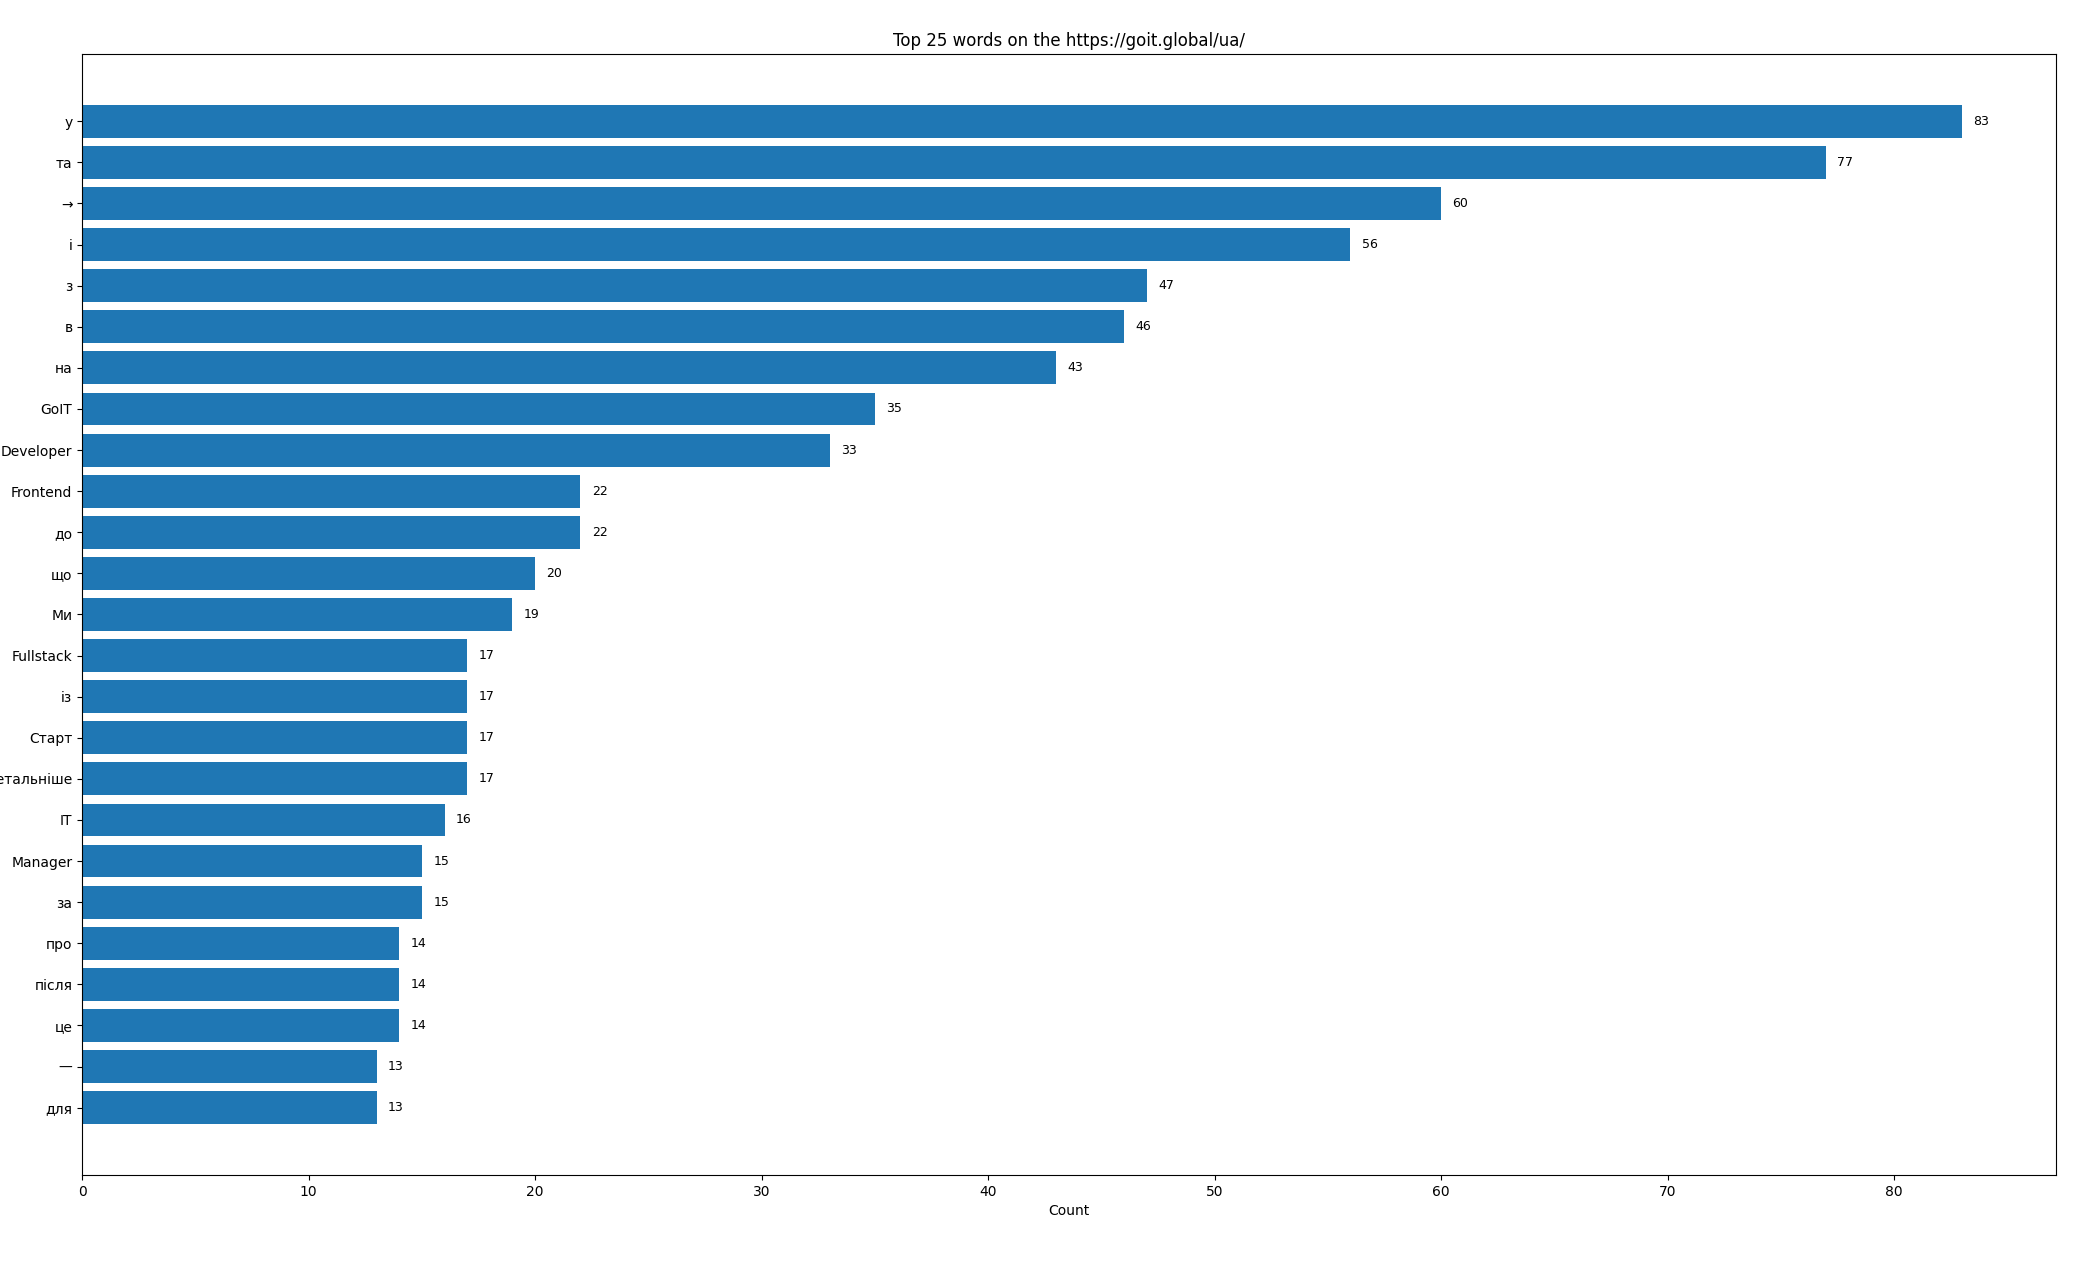 Top 25 words on the https://goit.global/ua/
у 83
та 77
→ 60
і 56
з 47
в 46
на 43
GoIT 35
Developer 33
Frontend 22
до 22
що 20
Ми 19
Fullstack 17
із 17
Старт 17
етальніше 17
IT 16
Manager 15
за 15
про 14
після 14
це 14
— 13
для 13
0 10 20 30 40 50 60 70 80
Count